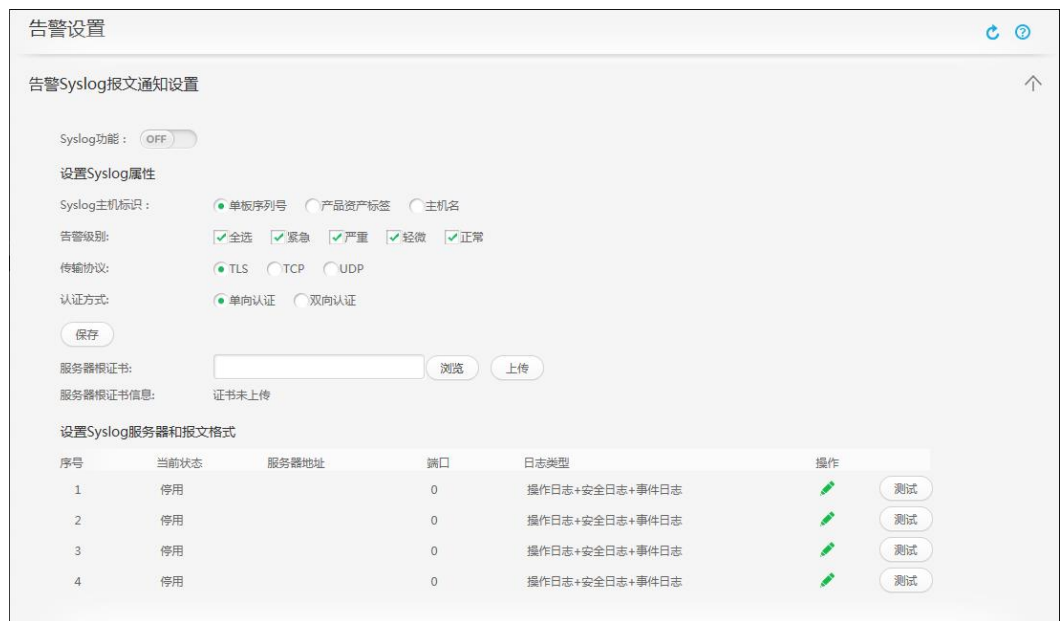 告警设置
告警Syslog报文通知设置
Syslog功能： OFF
设置Syslog属性
Syslog主机标识： 单板序列号 产品资产标签 主机名
告警级别: 全选 紧急 严重 轻微 正常
传输协议: TLS TCP UDP
认证方式: 单向认证 双向认证
保存
服务器根证书: 浏览 上传
服务器根证书信息: 证书未上传
设置Syslog服务器和报文格式
序号 当前状态 服务器地址 端口 日志类型 操作
1 停用 0 操作日志+安全日志+事件日志 测试
2 停用 0 操作日志+安全日志+事件日志 测试
3 停用 0 操作日志+安全日志+事件日志 测试
4 停用 0 操作日志+安全日志+事件日志 测试